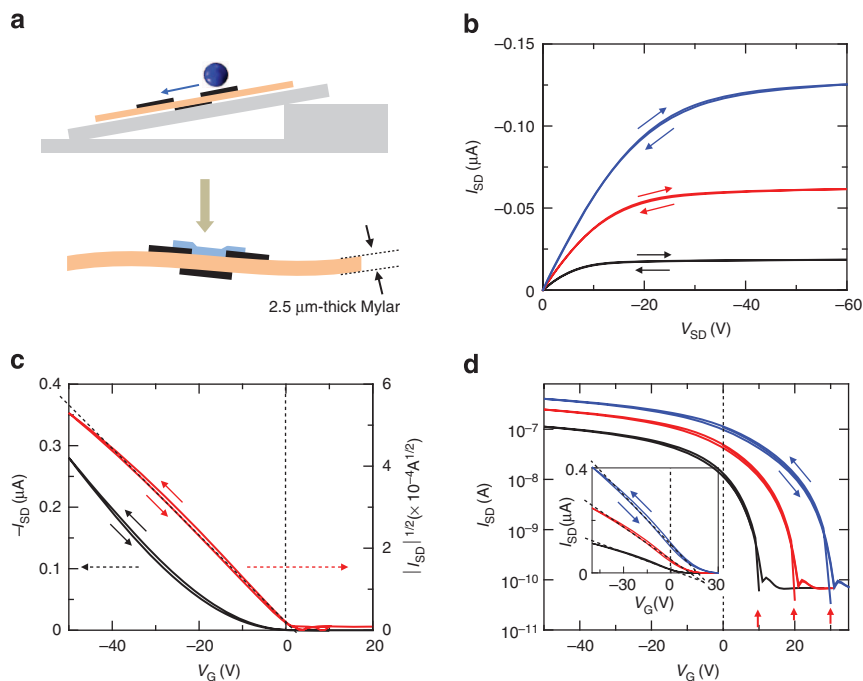 a
2.5 μm-thick Mylar
b
–0.15
–0.10
–0.05
0
I_SD (μA)
0
–20
–40
–60
V_SD (V)
c
0.4
0.3
0.2
0.1
0
–I_SD (μA)
6
4
2
0
|I_SD|^1/2 (× 10^–4 A^1/2)
–40
–20
0
20
V_G (V)
d
10^–7
10^–8
10^–9
10^–10
10^–11
I_SD (A)
0.4
0
I_SD (μA)
–30
0
30
V_G (V)
–40
–20
0
20
V_G (V)